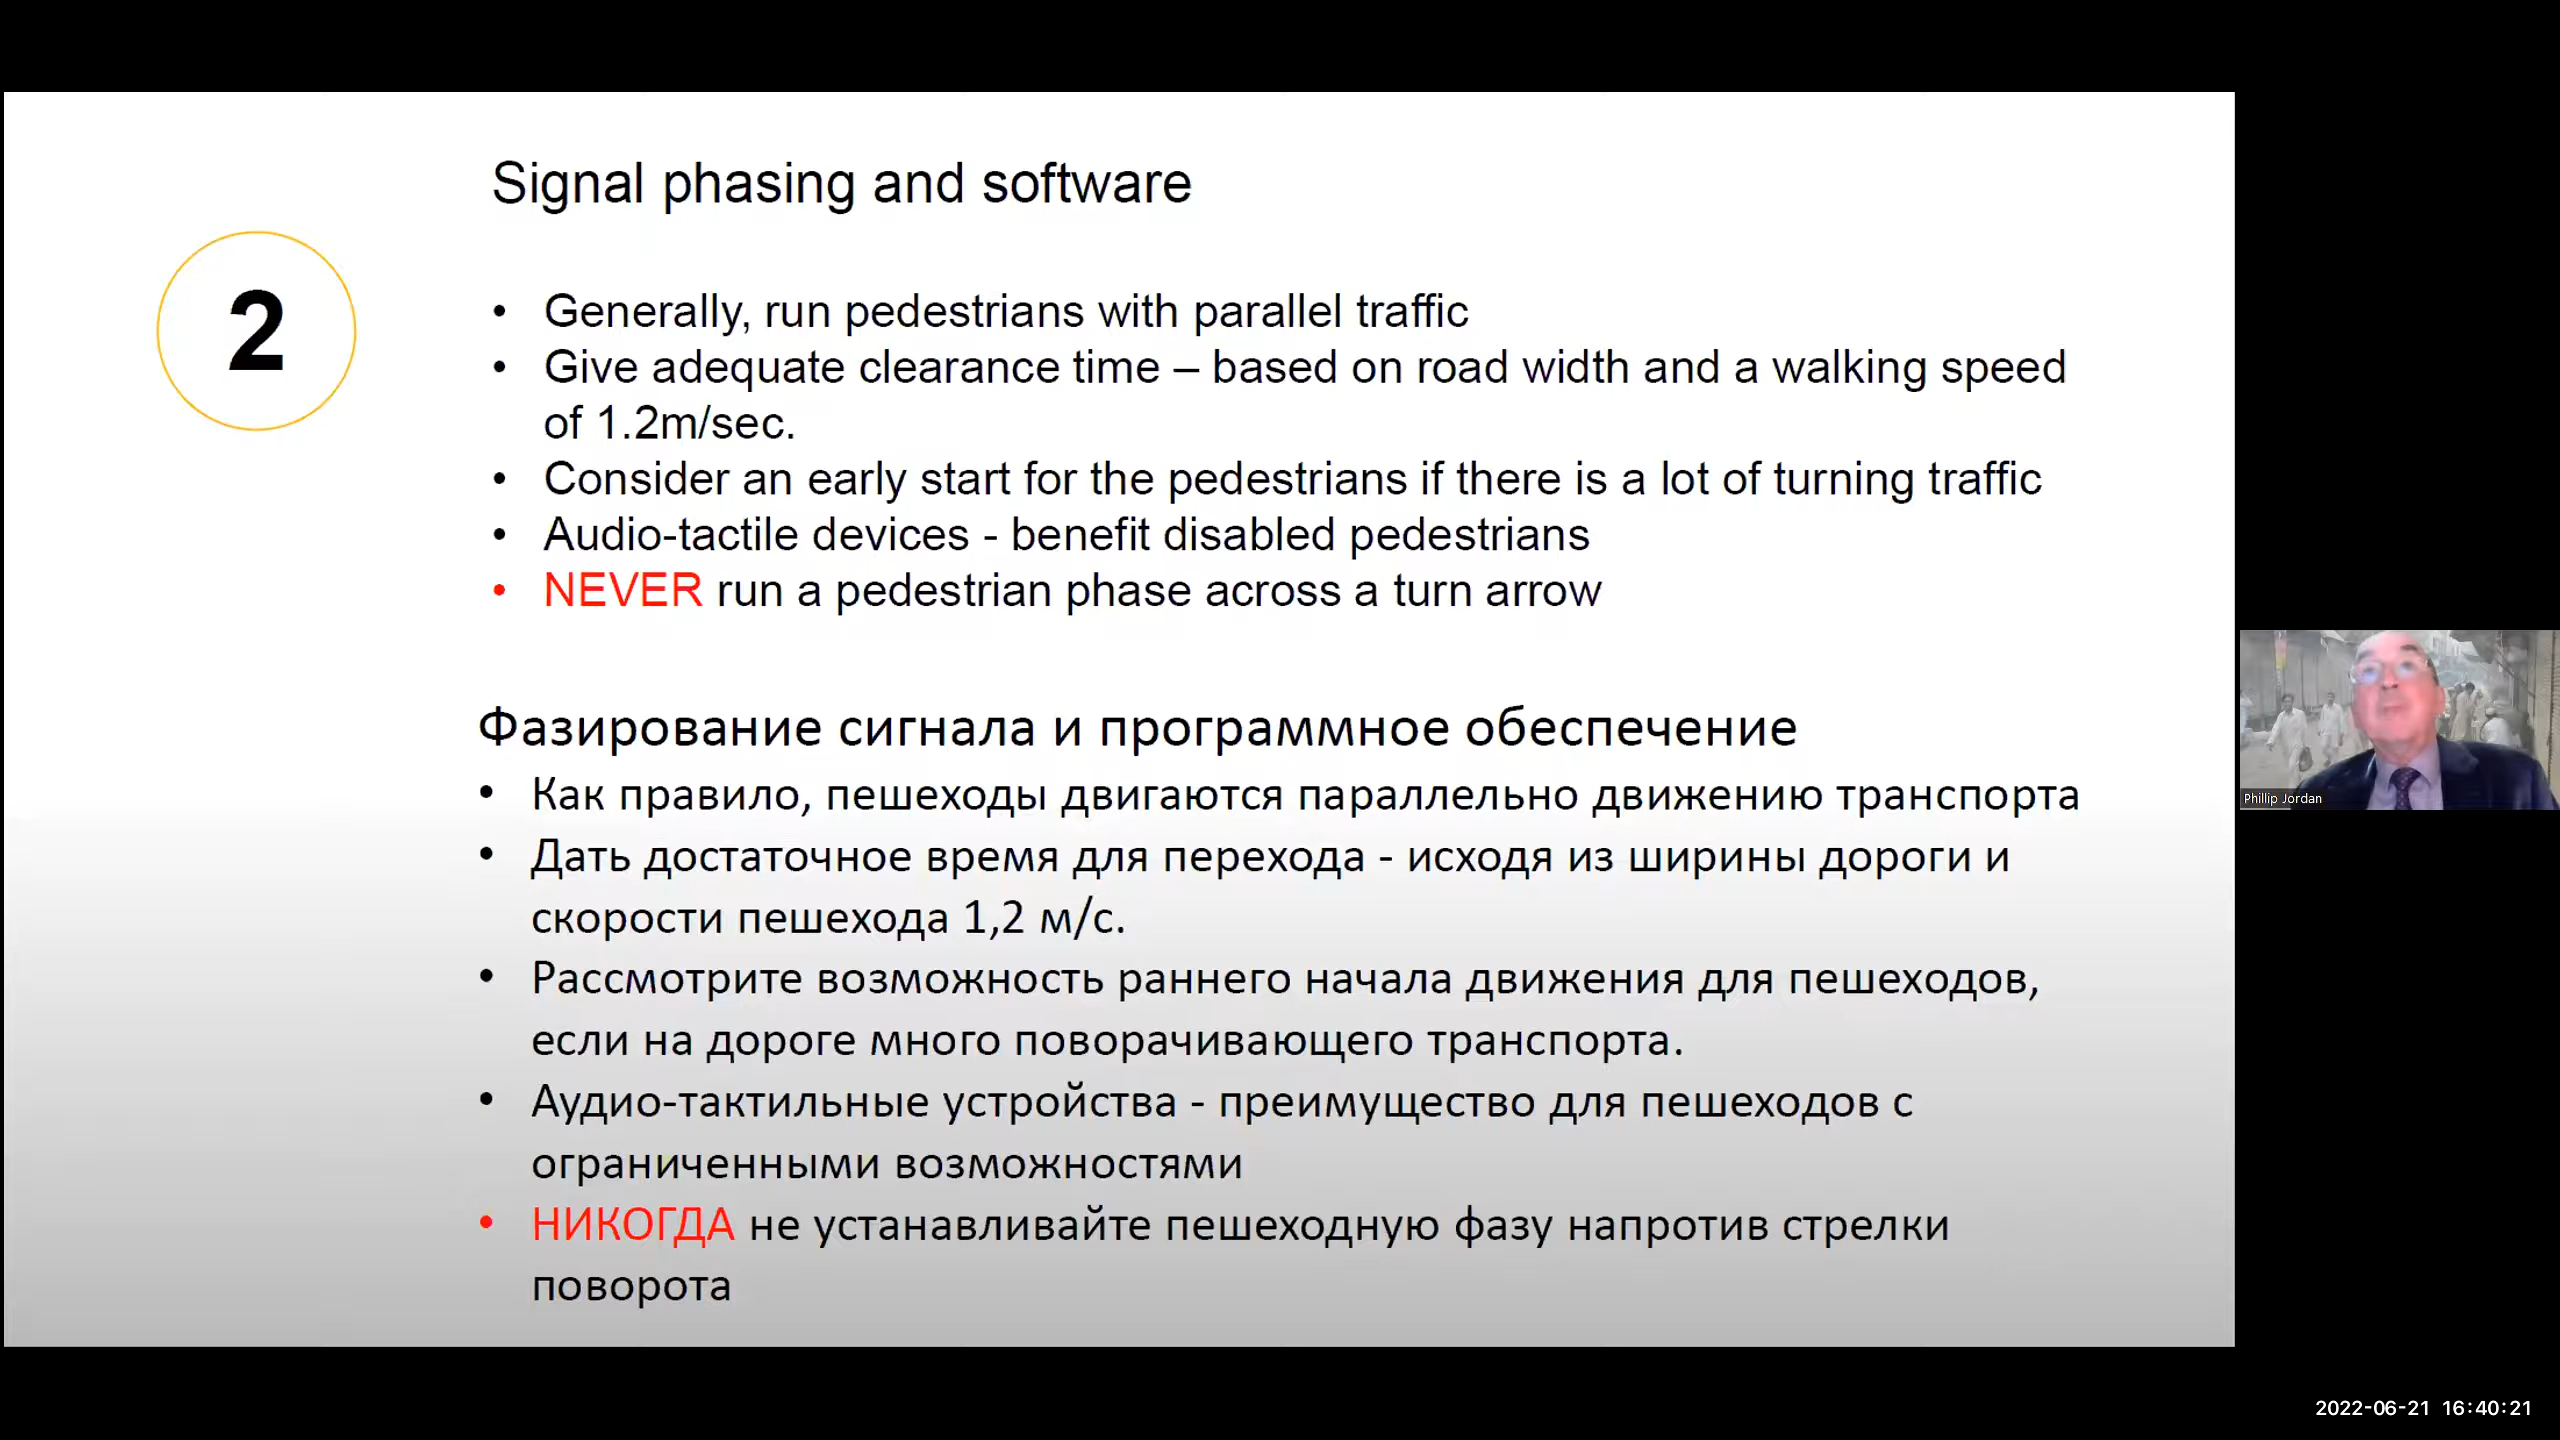 Signal phasing and software
2
• Generally, run pedestrians with parallel traffic
• Give adequate clearance time – based on road width and a walking speed
of 1.2m/sec.
• Consider an early start for the pedestrians if there is a lot of turning traffic
• Audio-tactile devices - benefit disabled pedestrians
• NEVER run a pedestrian phase across a turn arrow
Фазирование сигнала и программное обеспечение
• Как правило, пешеходы двигаются параллельно движению транспорта
• Дать достаточное время для перехода - исходя из ширины дороги и
скорости пешехода 1,2 м/с.
• Рассмотрите возможность раннего начала движения для пешеходов,
если на дороге много поворачивающего транспорта.
• Аудио-тактильные устройства - преимущество для пешеходов с
ограниченными возможностями
• НИКОГДА не устанавливайте пешеходную фазу напротив стрелки
поворота
Phillip Jordan
2022-06-21 16:40:21